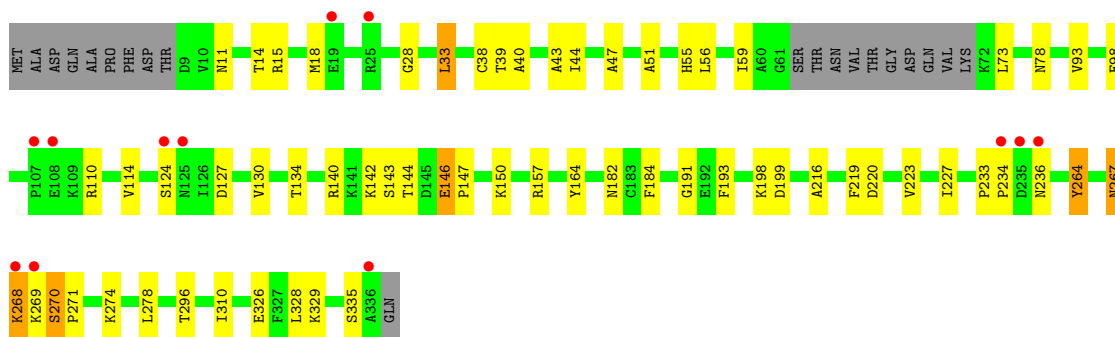 MET ALA ASP GLN ALA PRO PHE ASP THR D9 V10 N11 T14 R15 M18 E19 R25 G28 L33 C38 T39 A40 A43 I44 A47 A51 H55 L56 I59 A60 G61 SER THR ASN VAL THR GLY ASP GLN VAL LYS K72 L73 N78 V93 E98
P107 E108 K109 R110 V114 S124 N125 I126 D127 V130 T134 R140 K141 K142 S143 T144 D145 E146 P147 K150 R157 Y164 N182 C183 F184 G191 E192 F193 K198 D199 A216 F219 D220 V223 I227 P233 P234 D235 N236 Y264 N267
K268 K269 S270 P271 K274 L278 T296 I310 E326 F327 L328 K329 S335 A336 GLN